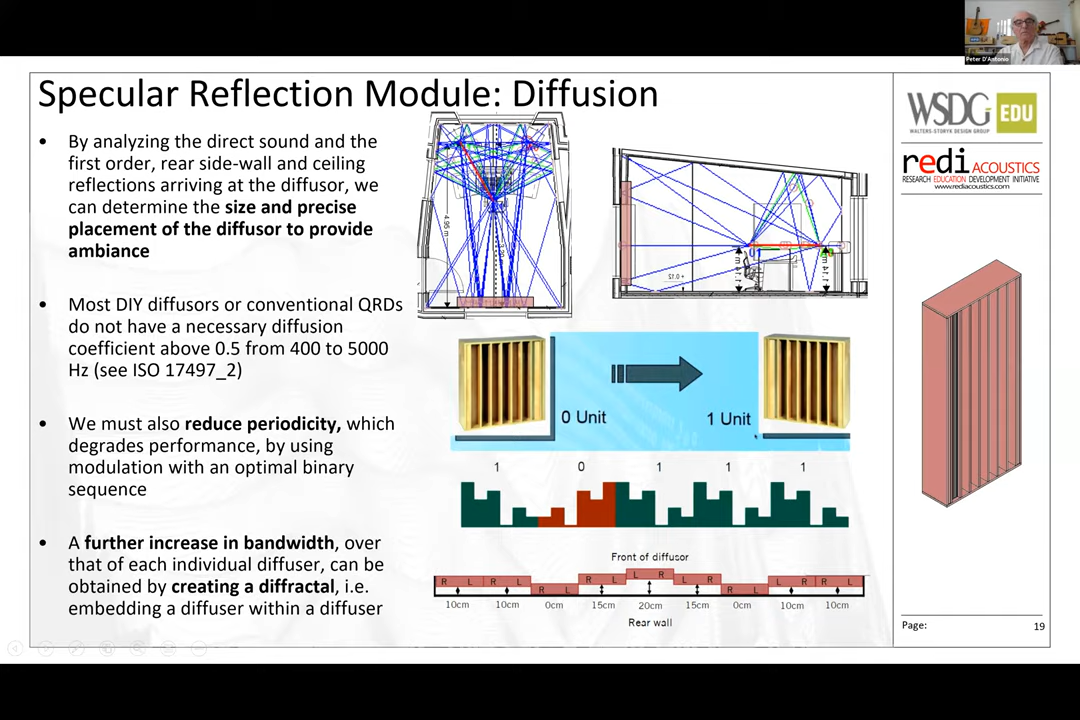 Peter D'Antonio
Specular Reflection Module: Diffusion
• By analyzing the direct sound and the
first order, rear side-wall and ceiling
reflections arriving at the diffusor, we
can determine the size and precise
placement of the diffusor to provide
ambiance
• Most DIY diffusors or conventional QRDs
do not have a necessary diffusion
coefficient above 0.5 from 400 to 5000
Hz (see ISO 17497_2)
• We must also reduce periodicity, which
degrades performance, by using
modulation with an optimal binary
sequence
• A further increase in bandwidth, over
that of each individual diffuser, can be
obtained by creating a diffractal, i.e.
embedding a diffuser within a diffuser
4.95 m
0 Unit
1 Unit
1 0 1 1 1
Front of diffusor
R L R L R L R L L R L R R L L R R L
10cm 10cm 0cm 15cm 20cm 15cm 0cm 10cm 10cm
Rear wall
WSDG EDU
WALTERS-STORYK DESIGN GROUP
redi ACOUSTICS
RESEARCH EDUCATION DEVELOPMENT INITIATIVE
www.rediacoustics.com
Page: 19